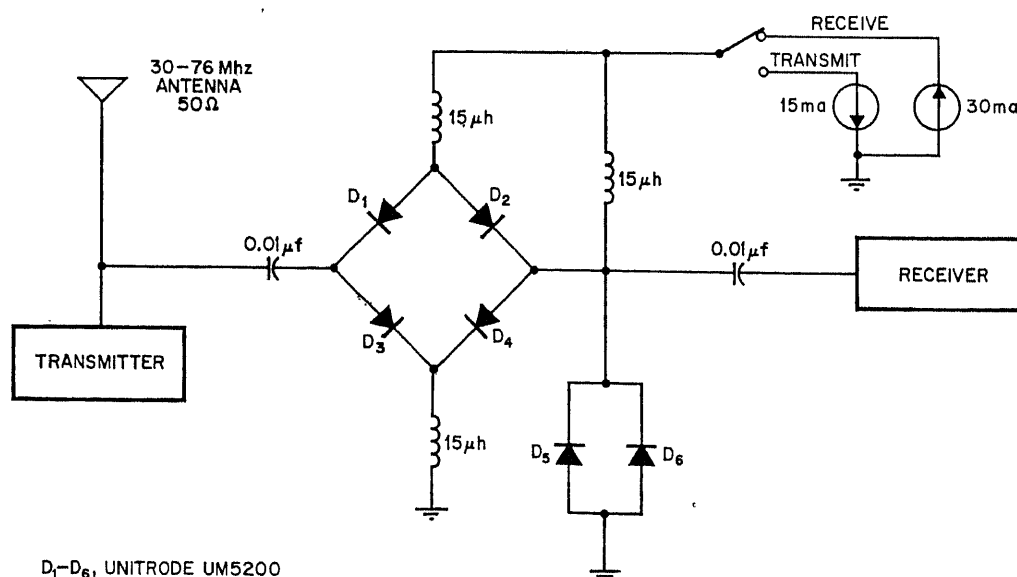 30-76 Mhz
ANTENNA
50Ω
RECEIVE
TRANSMIT
15ma
30ma
15μh
15μh
D1
D2
0.01μf
0.01μf
RECEIVER
TRANSMITTER
D3
D4
15μh
D5
D6
D1-D6, UNITRODE UM5200